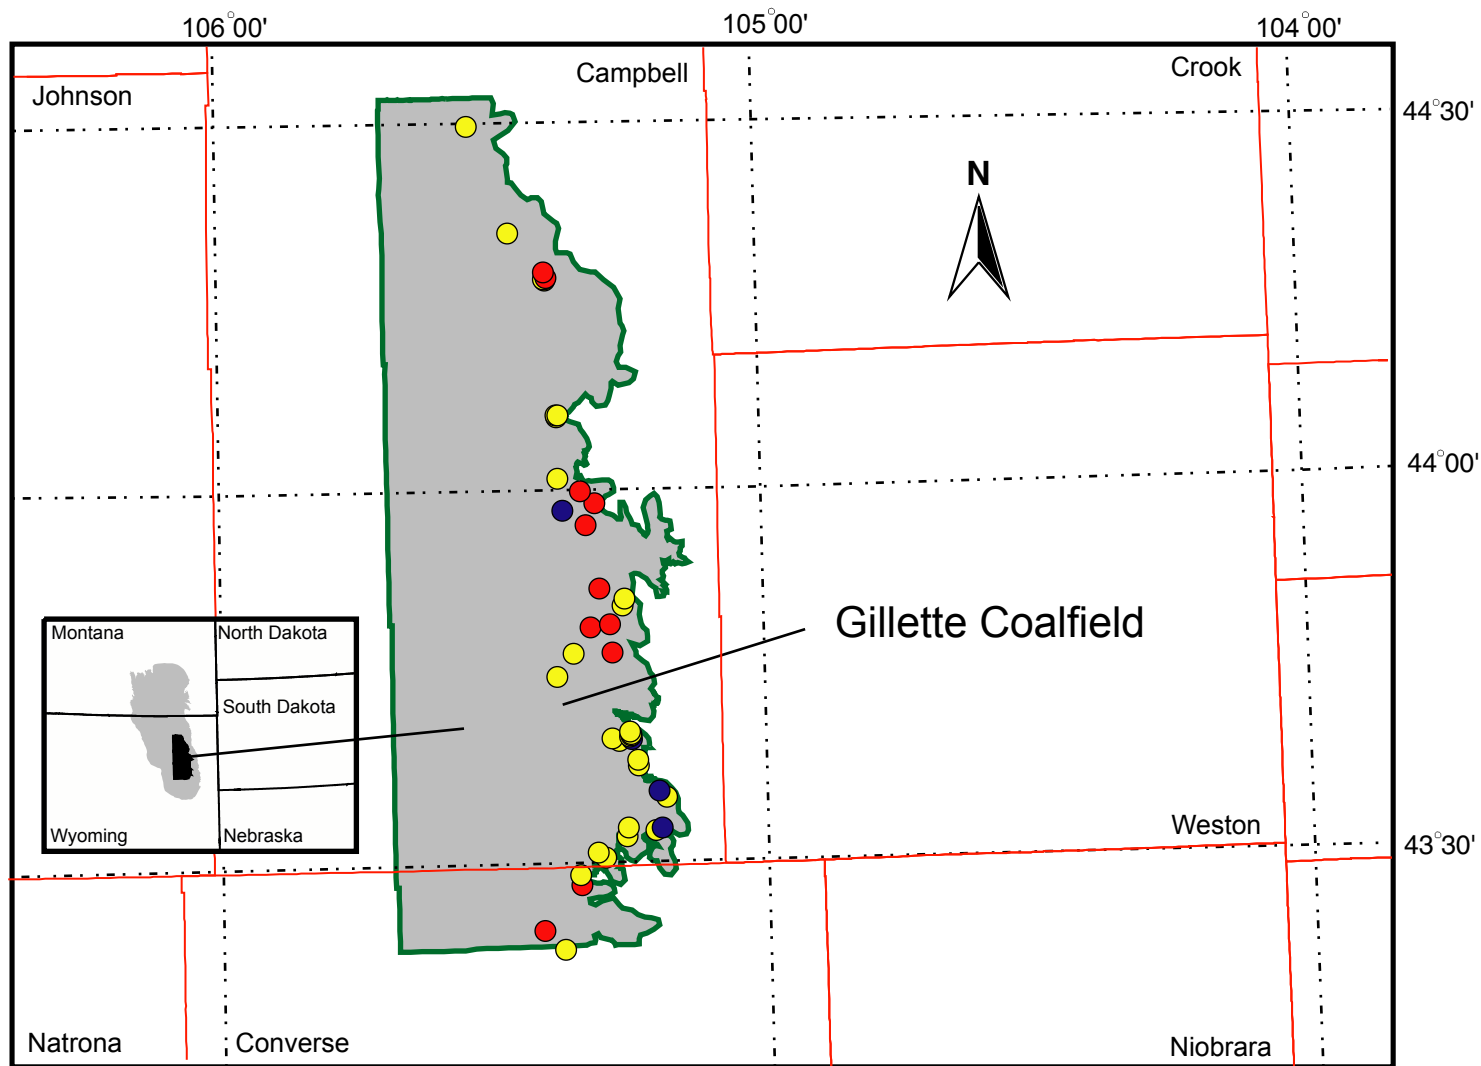 106°00'
105°00'
104°00'
Campbell
Crook
Johnson
44°30'
N
44°00'
Gillette Coalfield
Montana
North Dakota
South Dakota
Wyoming
Nebraska
Weston
43°30'
Natrona
Converse
Niobrara